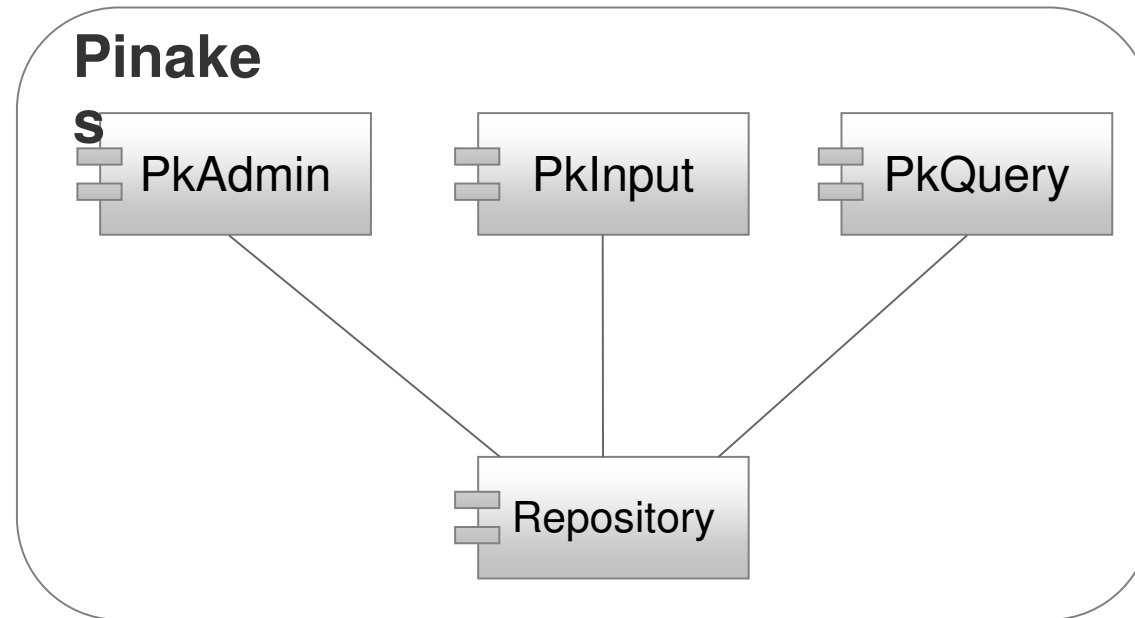 Pinake
s
PkAdmin
PkInput
PkQuery
Repository